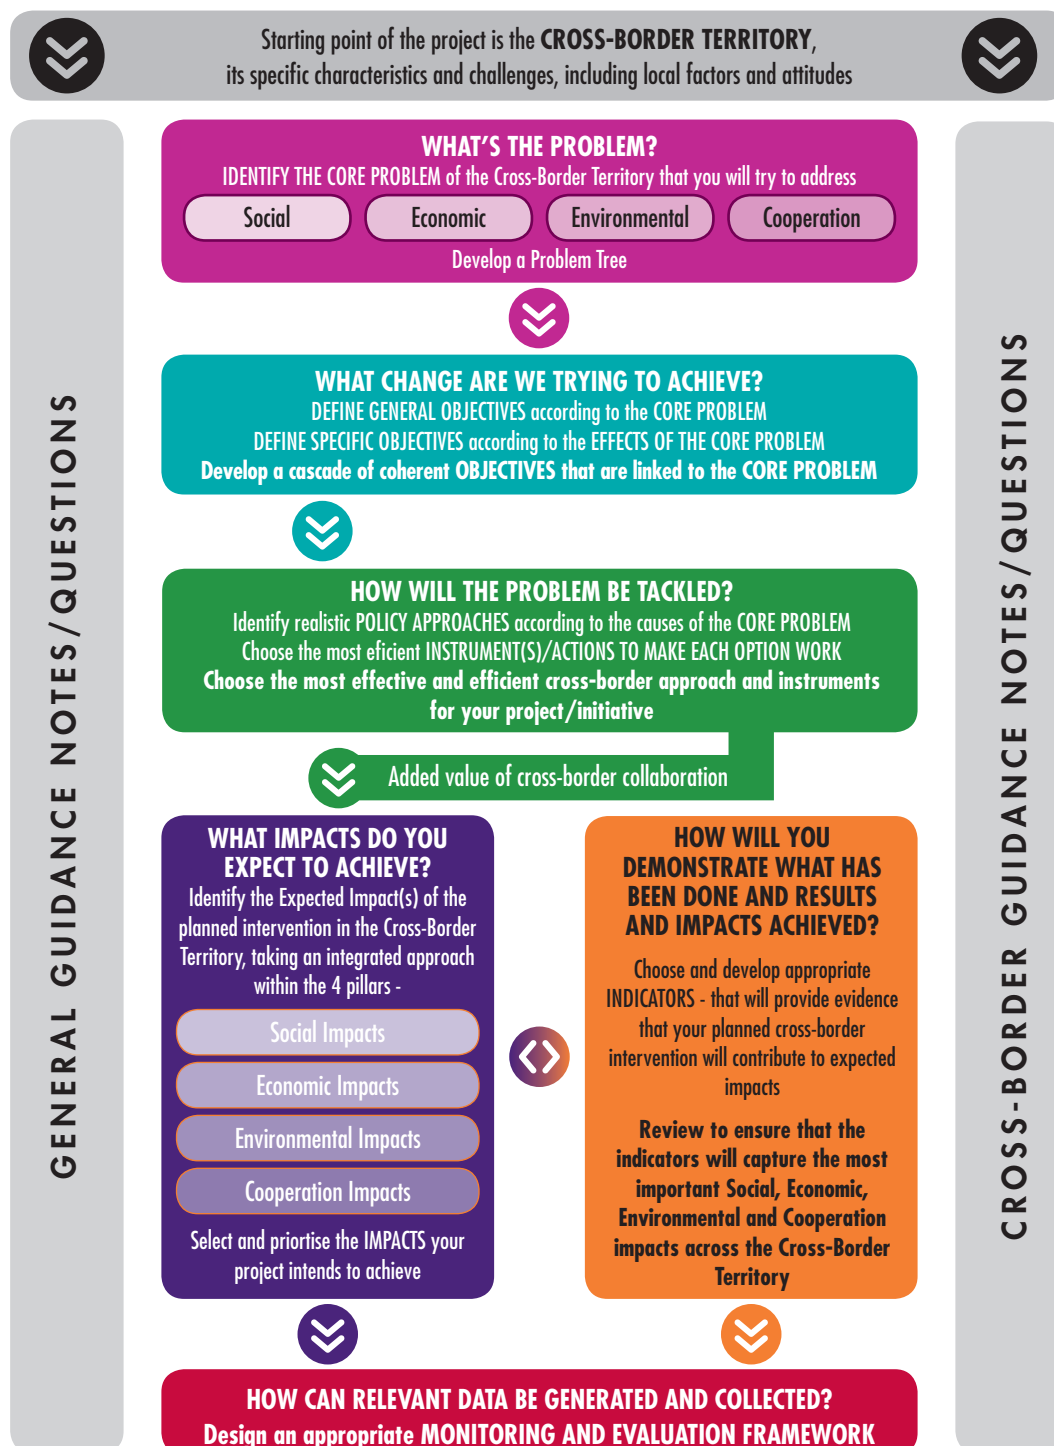 Starting point of the project is the CROSS-BORDER TERRITORY,
its specific characteristics and challenges, including local factors and attitudes
GENERAL GUIDANCE NOTES/QUESTIONS
WHAT'S THE PROBLEM?
IDENTIFY THE CORE PROBLEM of the Cross-Border Territory that you will try to address
Social
Economic
Environmental
Cooperation
Develop a Problem Tree
WHAT CHANGE ARE WE TRYING TO ACHIEVE?
DEFINE GENERAL OBJECTIVES according to the CORE PROBLEM
DEFINE SPECIFIC OBJECTIVES according to the EFFECTS OF THE CORE PROBLEM
Develop a cascade of coherent OBJECTIVES that are linked to the CORE PROBLEM
HOW WILL THE PROBLEM BE TACKLED?
Identify realistic POLICY APPROACHES according to the causes of the CORE PROBLEM
Choose the most eficient INSTRUMENT(S)/ACTIONS TO MAKE EACH OPTION WORK
Choose the most effective and efficient cross-border approach and instruments
for your project/initiative
Added value of cross-border collaboration
WHAT IMPACTS DO YOU
EXPECT TO ACHIEVE?
Identify the Expected Impact(s) of the
planned intervention in the Cross-Border
Territory, taking an integrated approach
within the 4 pillars -
Social Impacts
Economic Impacts
Environmental Impacts
Cooperation Impacts
Select and priortise the IMPACTS your
project intends to achieve
HOW WILL YOU
DEMONSTRATE WHAT HAS
BEEN DONE AND RESULTS
AND IMPACTS ACHIEVED?
Choose and develop appropriate
INDICATORS - that will provide evidence
that your planned cross-border
intervention will contribute to expected
impacts
Review to ensure that the
indicators will capture the most
important Social, Economic,
Environmental and Cooperation
impacts across the Cross-Border
Territory
HOW CAN RELEVANT DATA BE GENERATED AND COLLECTED?
Design an appropriate MONITORING AND EVALUATION FRAMEWORK
CROSS-BORDER GUIDANCE NOTES/QUESTIONS